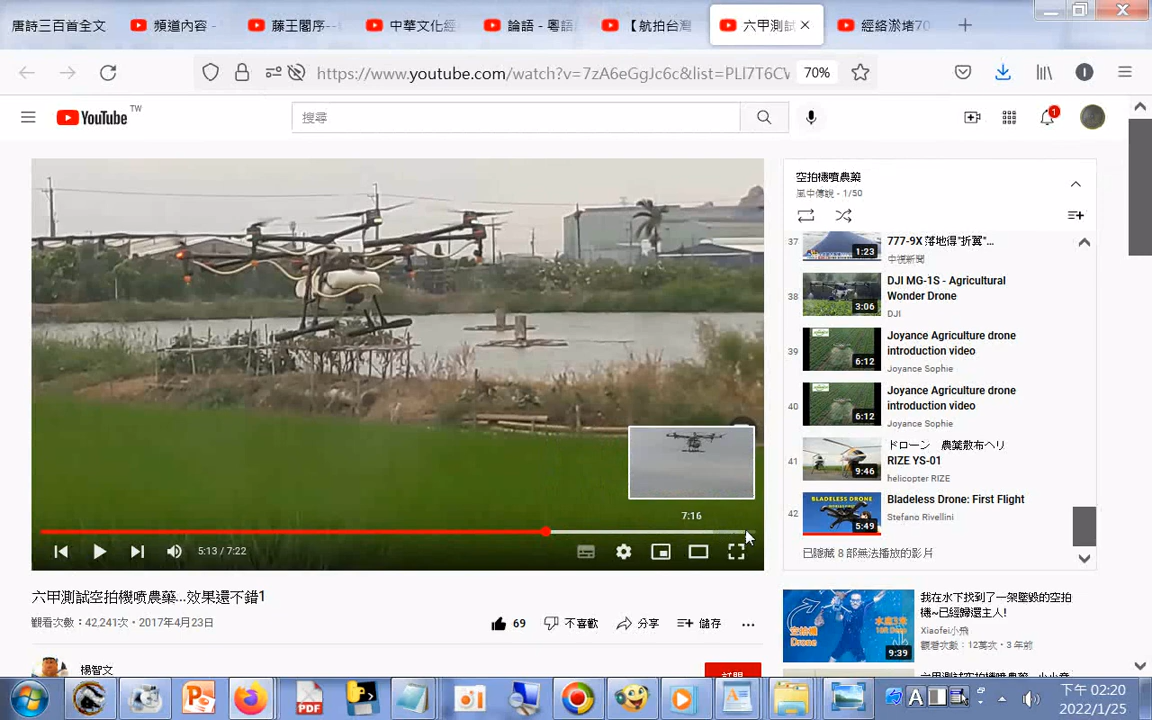 唐詩三百首全文
頻道內容 -
藤王閣序--
中華文化經
論語 - 粵語
【航拍台灣
六甲測試
經絡淤堵70
https://www.youtube.com/watch?v=7zA6eGgJc6c&list=PLl7T6CV
70%
YouTube TW
搜尋
1
空拍機噴農藥
風中傳說 - 1/50
37
1:23
777-9X 落地得"折翼"...
中視新聞
38
3:06
DJI MG-1S - Agricultural
Wonder Drone
DJI
39
6:12
Joyance Agriculture drone
introduction video
Joyance Sophie
40
6:12
Joyance Agriculture drone
introduction video
Joyance Sophie
41
9:46
ドローン 農薬散布ヘリ
RIZE YS-01
helicopter RIZE
42
BLADELESS DRONE
5:49
Bladeless Drone: First Flight
Stefano Rivellini
已隱藏 8 部無法播放的影片
7:16
5:13 / 7:22
六甲測試空拍機噴農藥...效果還不錯1
觀看次數：42,241次 • 2017年4月23日
69
不喜歡
分享
儲存
楊智文
訂閱
空拍機
Drone
9:39
我在水下找到了一架墜毀的空拍
機~已經歸還主人!
Xiaofei小飛
觀看次數：12萬次 • 3 年前
PDF
A
下午 02:20
2022/1/25